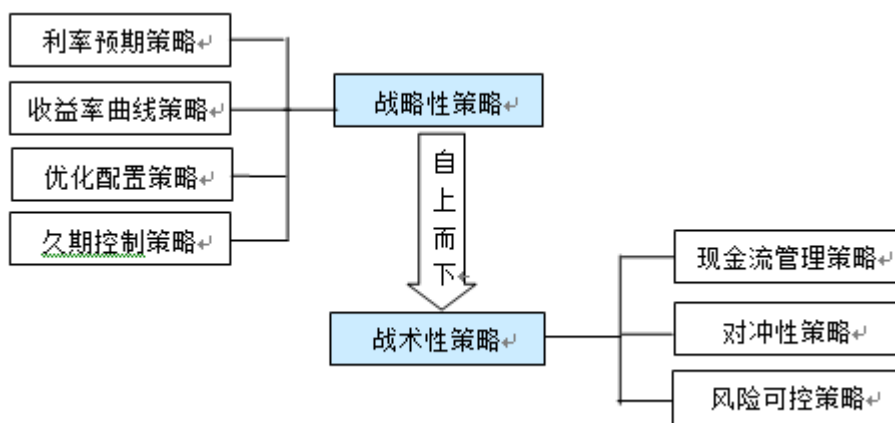 利率预期策略
收益率曲线策略
优化配置策略
久期控制策略
战略性策略
自上而下
战术性策略
现金流管理策略
对冲性策略
风险可控策略